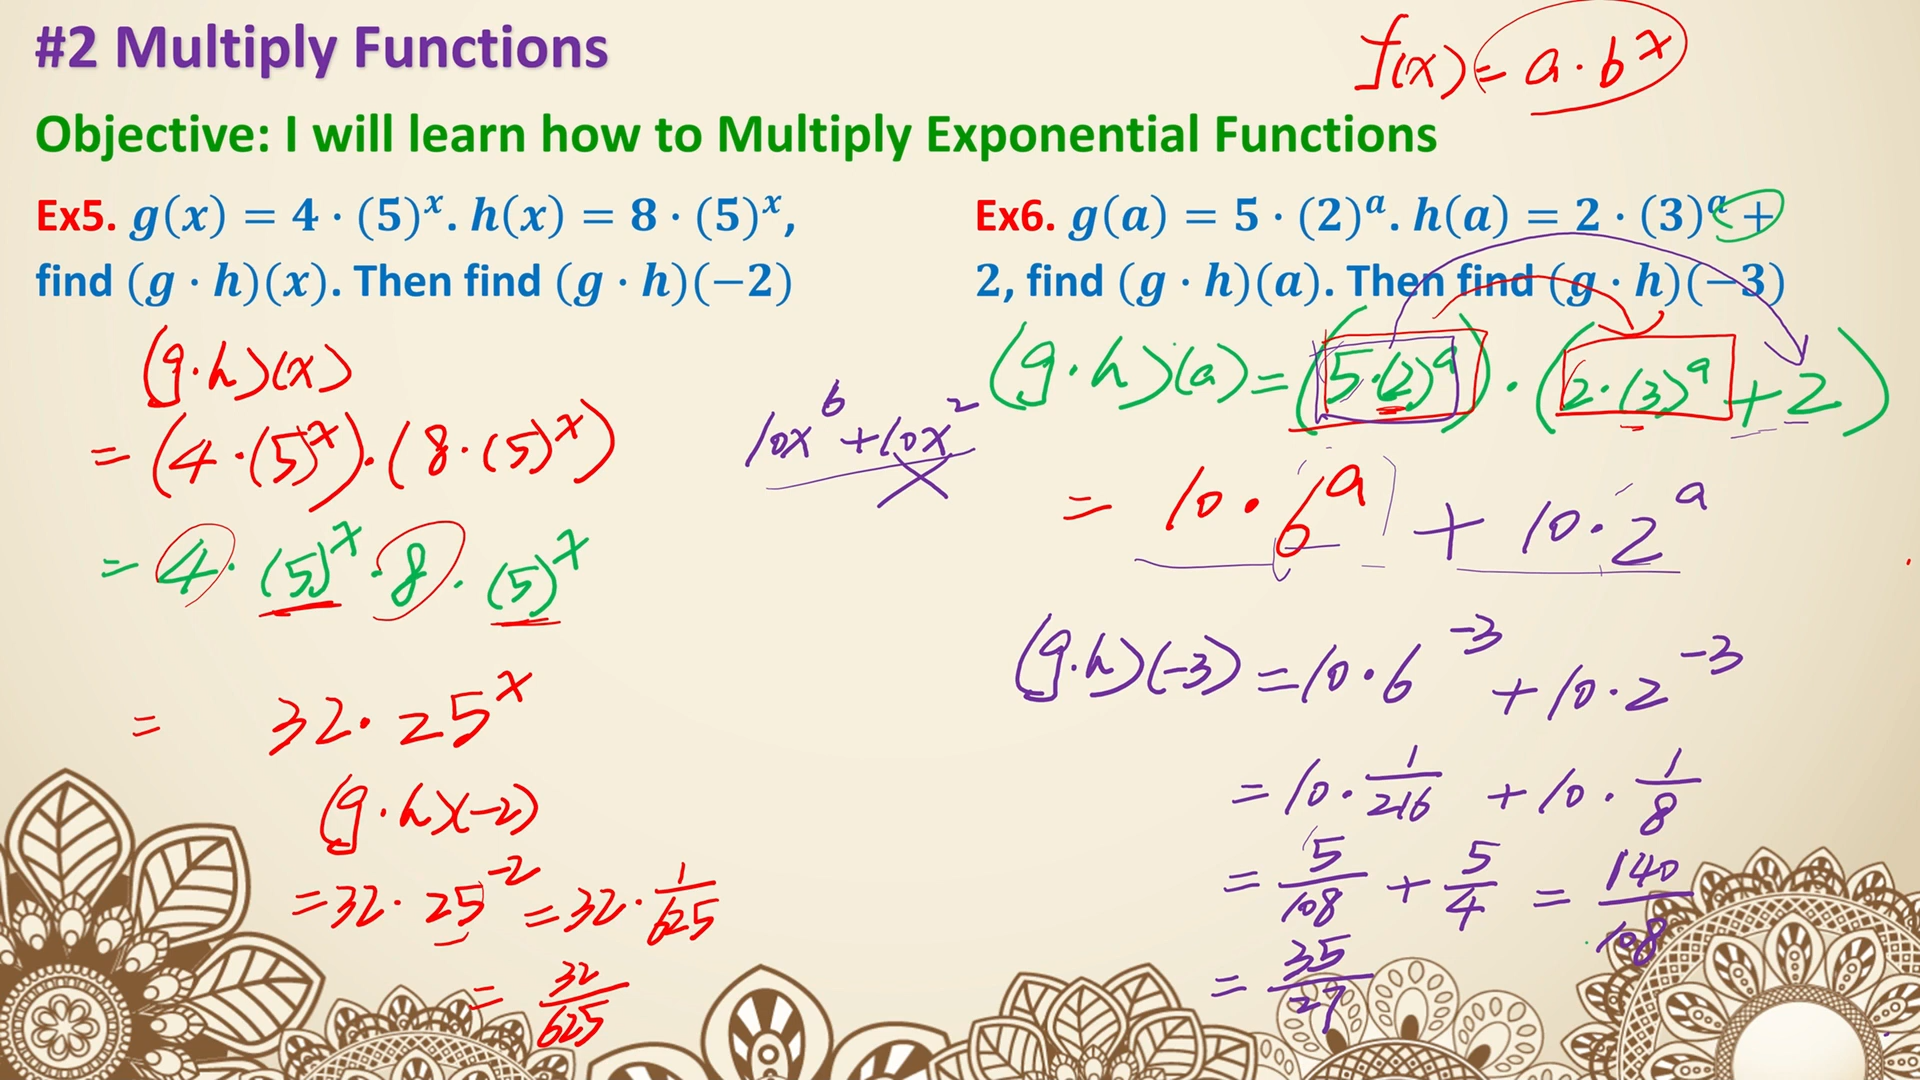 #2 Multiply Functions
f(x) = a · b^x
Objective: I will learn how to Multiply Exponential Functions
Ex5. g(x) = 4 · (5)^x. h(x) = 8 · (5)^x,
find (g · h)(x). Then find (g · h)(−2)
(g·h)(x)
= (4 · (5)^x) · (8 · (5)^x)
= 4 · (5)^x · 8 · (5)^x
= 32 · 25^x
(g·h)(-2)
= 32 · 25^-2 = 32 · 1/625
= 32/625
10x^6 + 10x^2
Ex6. g(a) = 5 · (2)^a. h(a) = 2 · (3)^a +
2, find (g · h)(a). Then find (g · h)(−3)
(g·h)(a) = (5·(2)^a) · (2·(3)^a + 2)
= 10 · 6^a + 10 · 2^a
(g·h)(-3) = 10 · 6^-3 + 10 · 2^-3
= 10 · 1/216 + 10 · 1/8
= 5/108 + 5/4 = 140/108
= 35/27